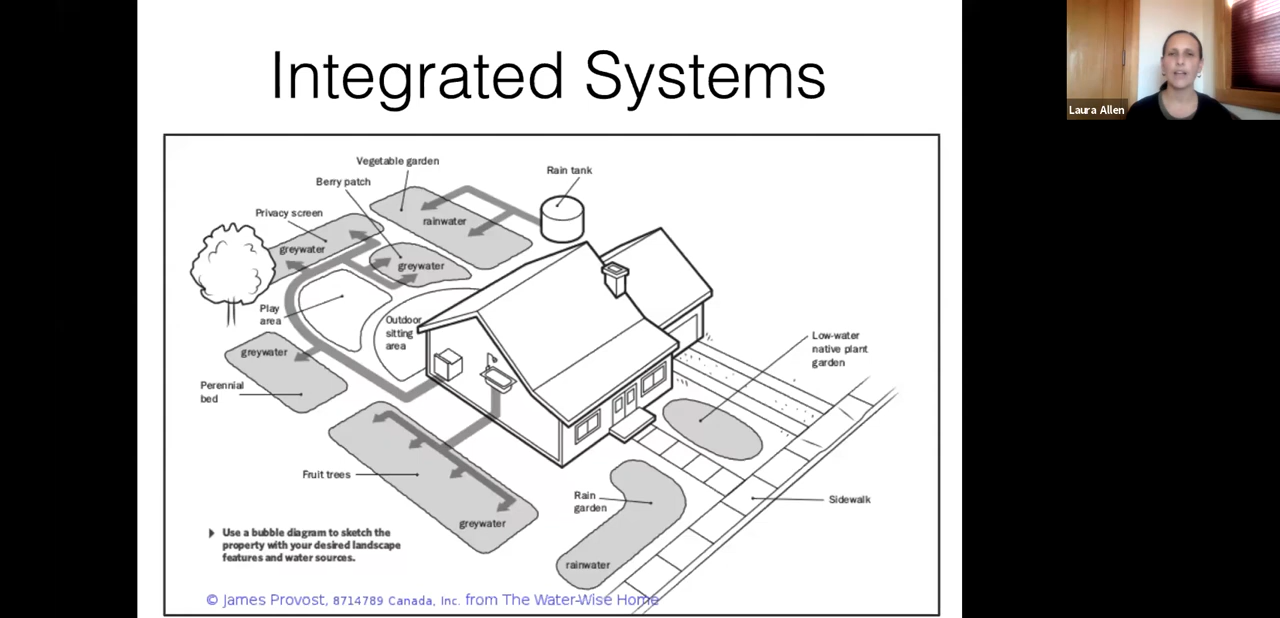 Integrated Systems
Laura Allen
Vegetable garden
Berry patch
Privacy screen
Rain tank
rainwater
greywater
greywater
Play
area
Outdoor
sitting
area
greywater
Perennial
bed
Low-water
native plant
garden
Fruit trees
greywater
Rain
garden
Sidewalk
rainwater
Use a bubble diagram to sketch the
property with your desired landscape
features and water sources.
© James Provost, 8714789 Canada, Inc. from The Water-Wise Home